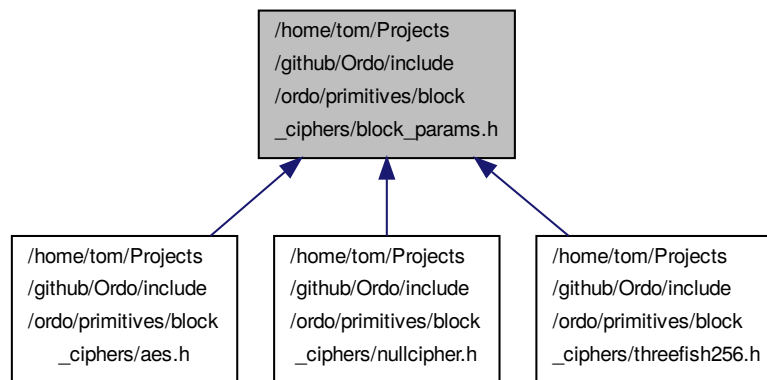 /home/tom/Projects
/github/Ordo/include
/ordo/primitives/block
_ciphers/block_params.h
/home/tom/Projects
/github/Ordo/include
/ordo/primitives/block
_ciphers/aes.h
/home/tom/Projects
/github/Ordo/include
/ordo/primitives/block
_ciphers/nullcipher.h
/home/tom/Projects
/github/Ordo/include
/ordo/primitives/block
_ciphers/threefish256.h